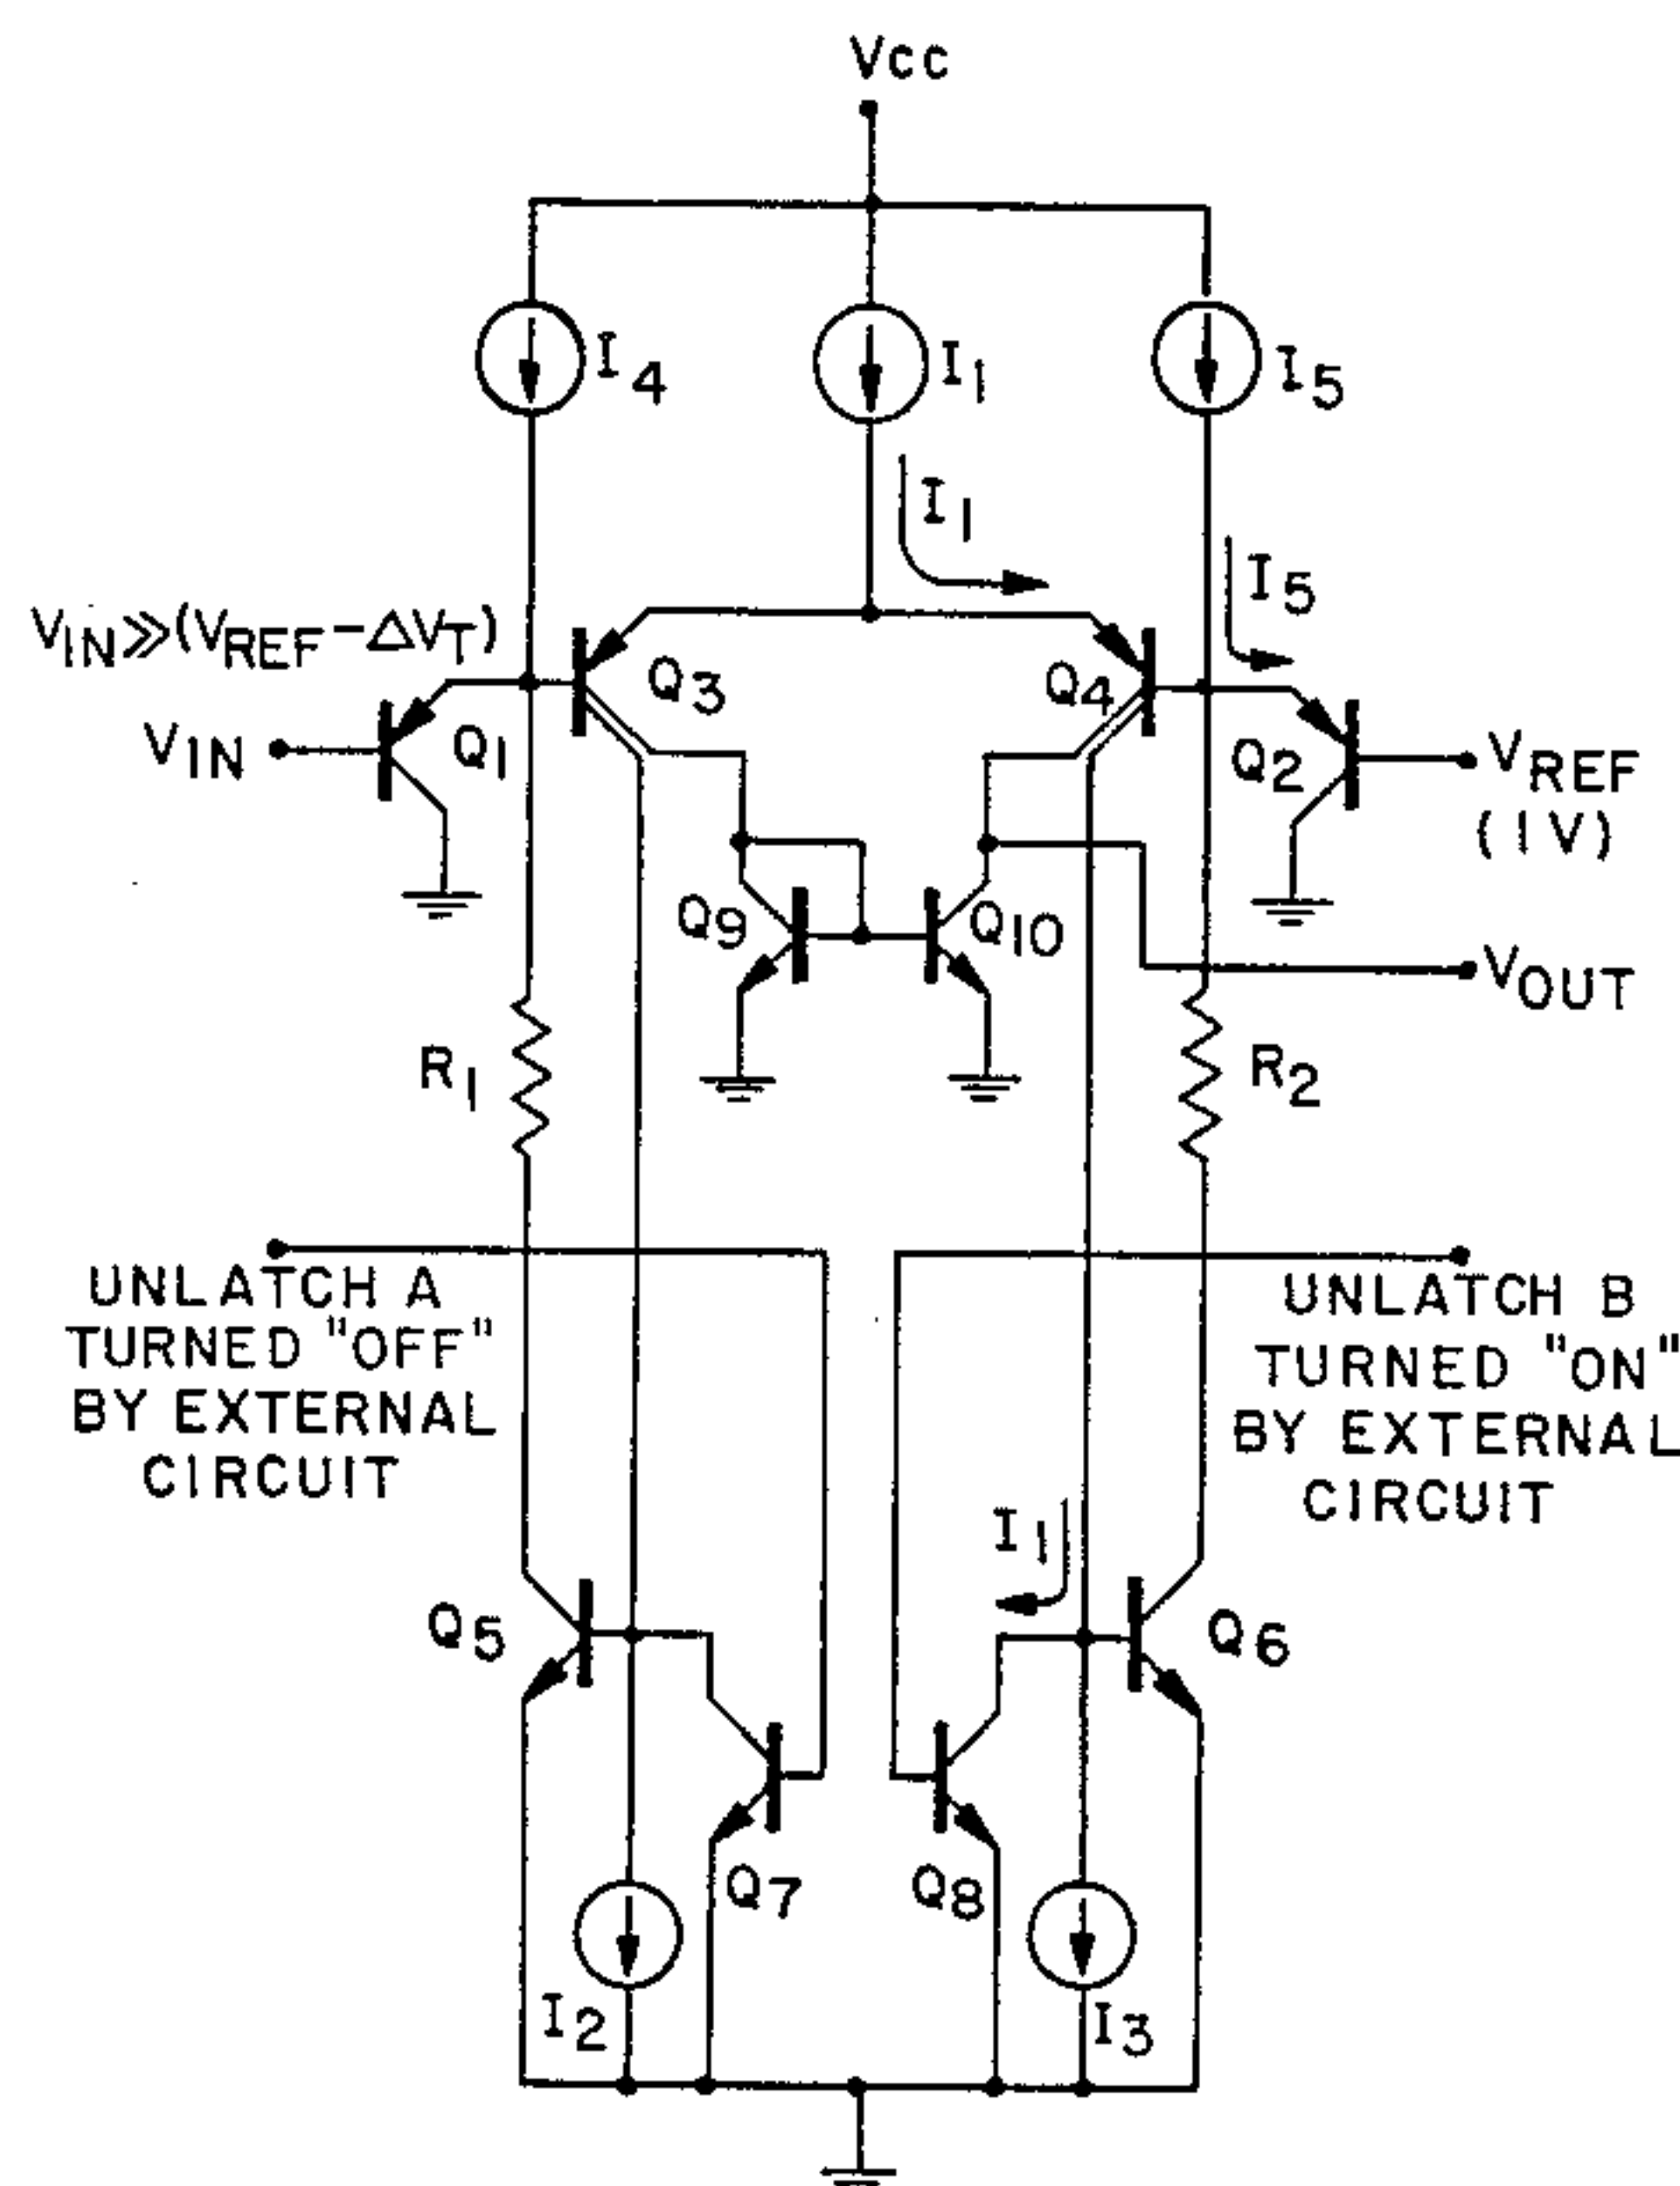 Vcc
I4
I1
I5
I1
I5
VIN≫(VREF-ΔVT)
Q3
Q4
VIN
Q1
Q2
VREF
(1V)
Q9
Q10
VOUT
R1
R2
UNLATCH A
TURNED "OFF"
BY EXTERNAL
CIRCUIT
UNLATCH B
TURNED "ON"
BY EXTERNAL
CIRCUIT
I1
Q5
Q6
Q7
Q8
I2
I3